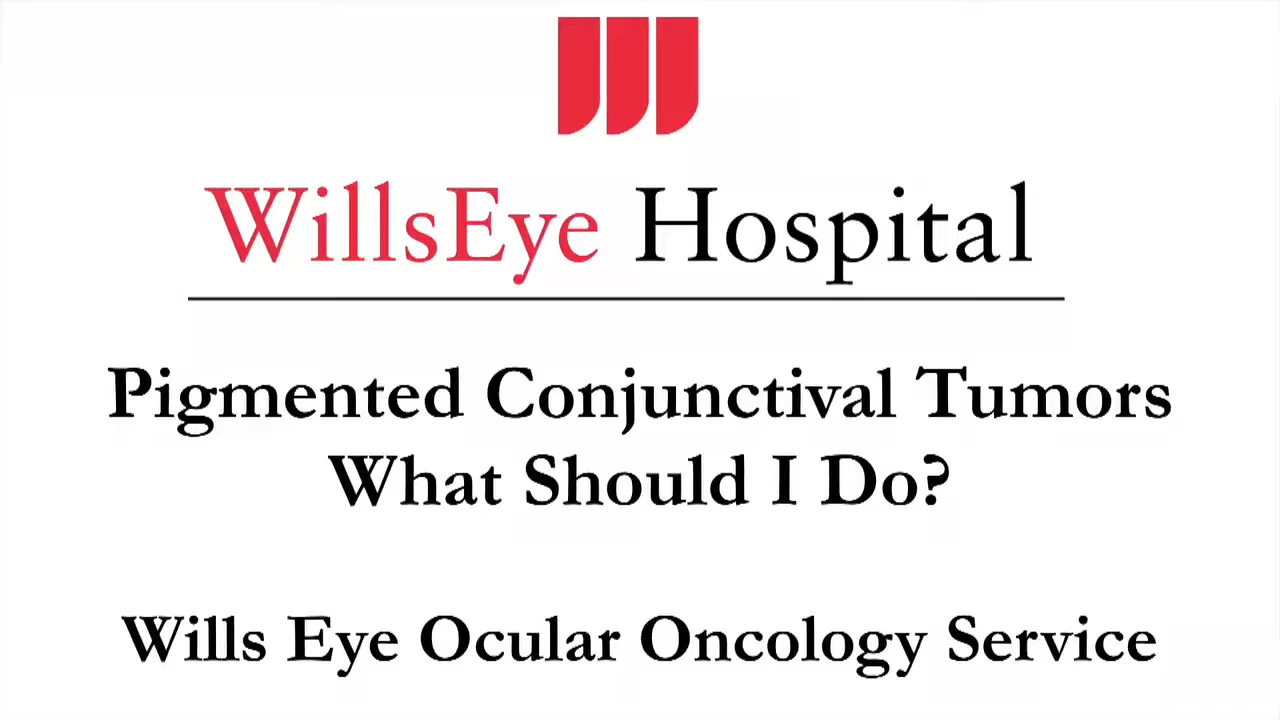 WillsEye Hospital
Pigmented Conjunctival Tumors
What Should I Do?
Wills Eye Ocular Oncology Service